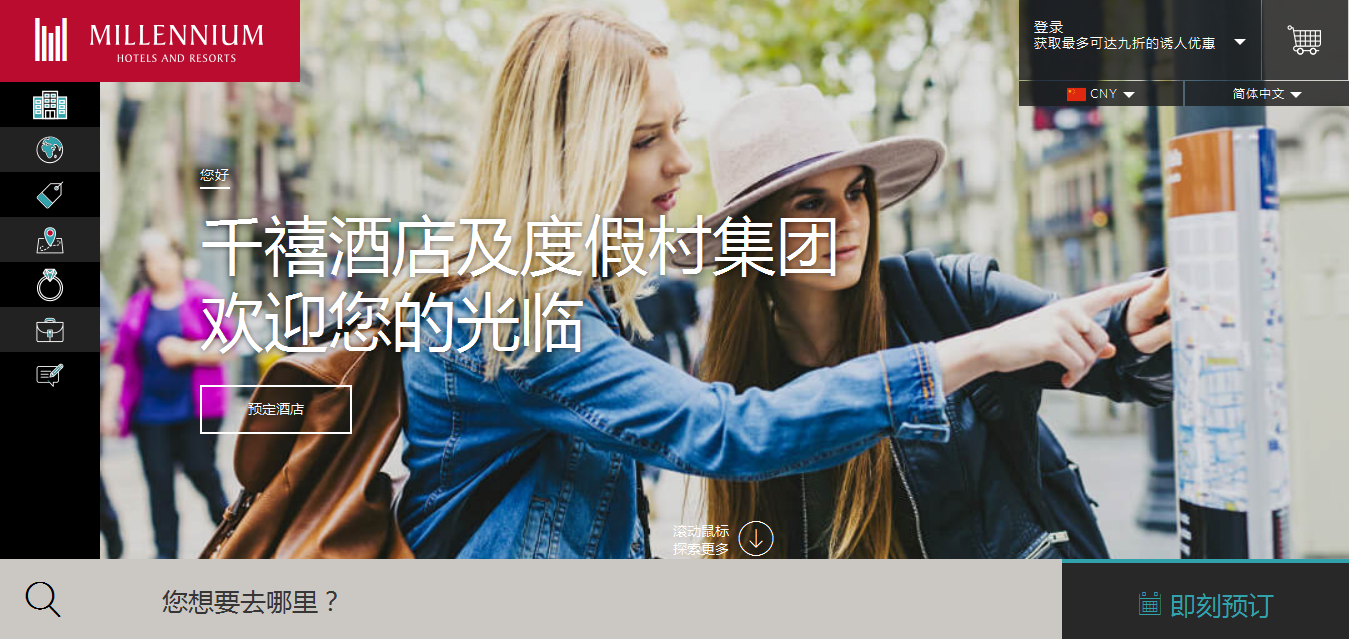 MILLENNIUM
HOTELS AND RESORTS
登录
获取最多可达九折的诱人优惠
CNY
简体中文
您好
千禧酒店及度假村集团
欢迎您的光临
预定酒店
滚动鼠标
探索更多
您想要去哪里？
即刻预订